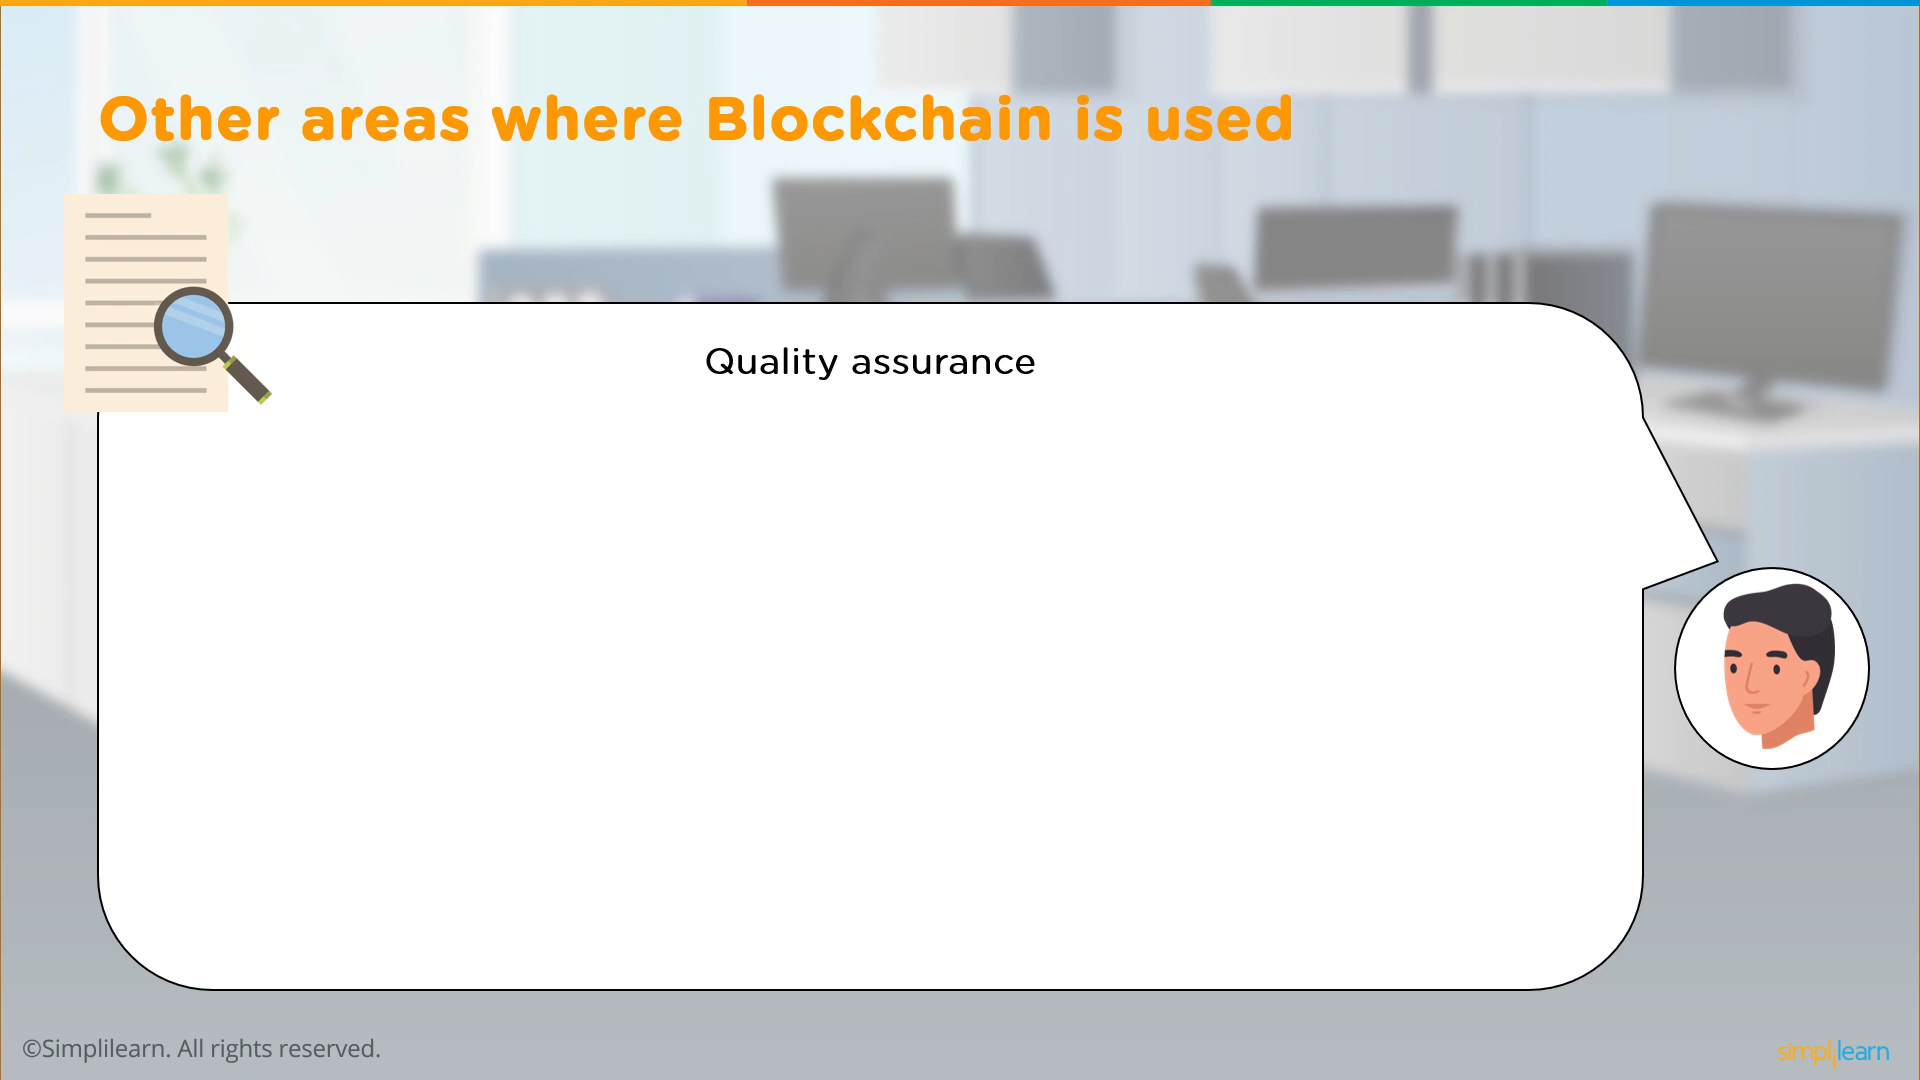 Other areas where Blockchain is used
Quality assurance
©Simplilearn. All rights reserved.
simplilearn